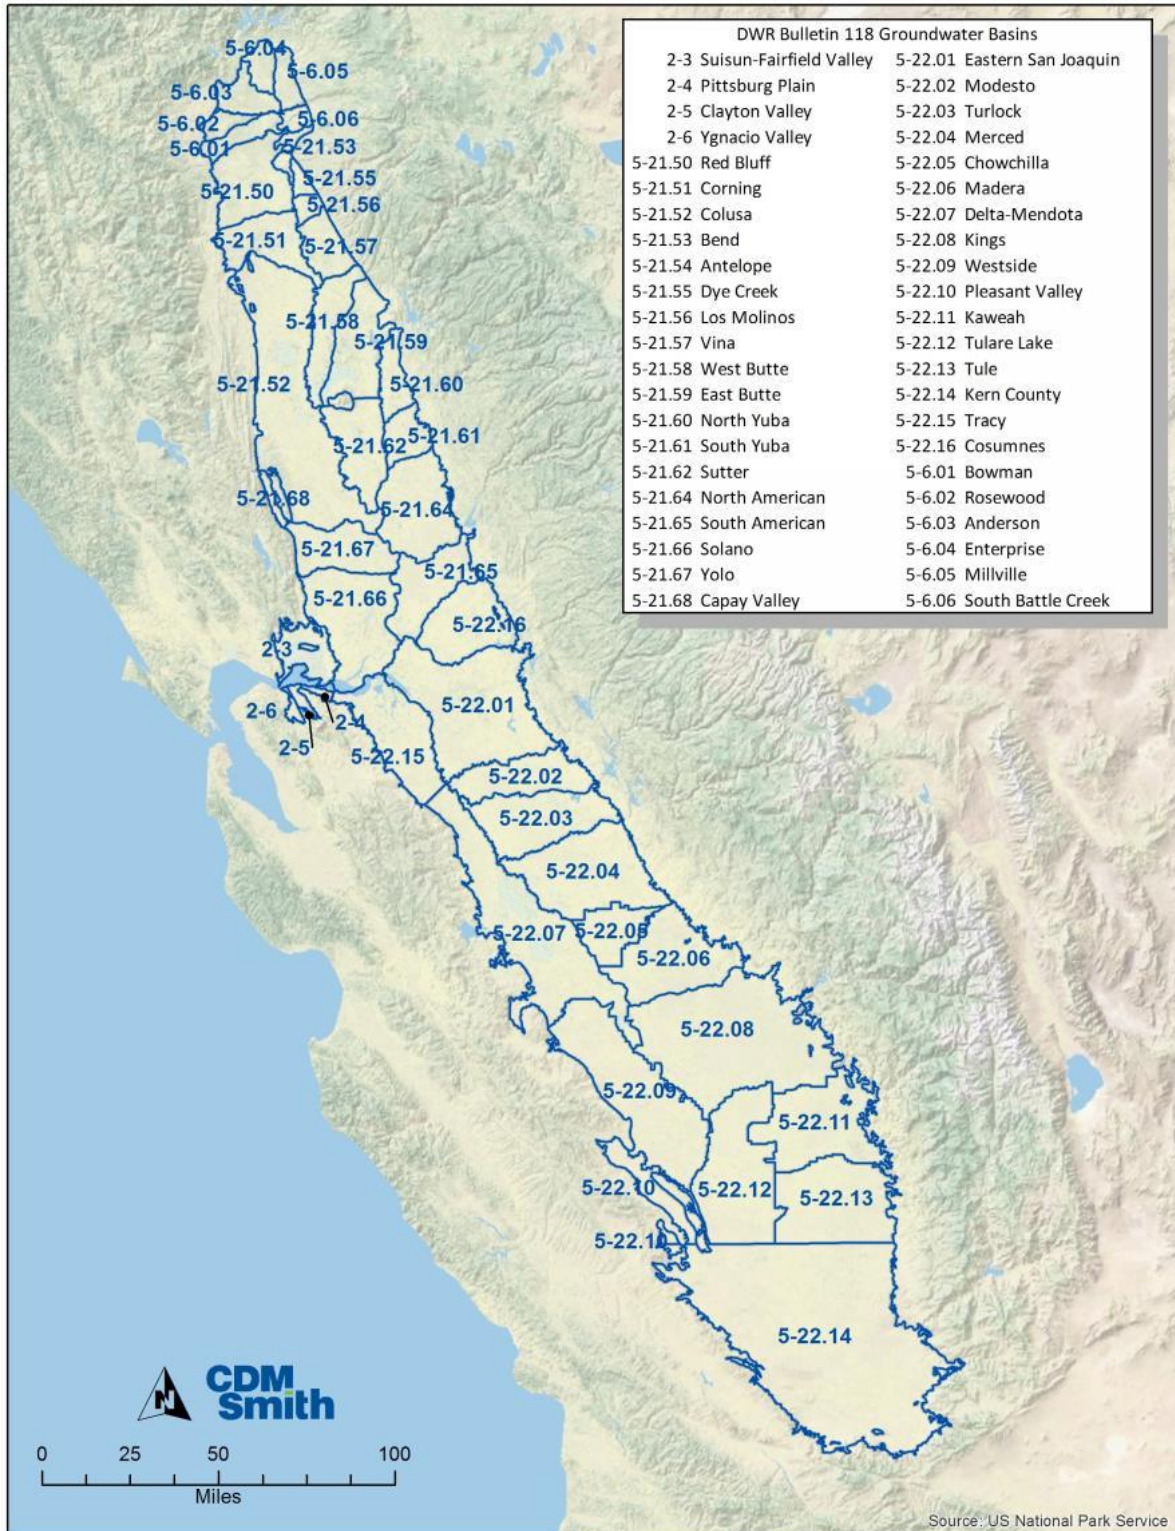 DWR Bulletin 118 Groundwater Basins
2-3 Suisun-Fairfield Valley 5-22.01 Eastern San Joaquin
2-4 Pittsburg Plain 5-22.02 Modesto
2-5 Clayton Valley 5-22.03 Turlock
2-6 Ygnacio Valley 5-22.04 Merced
5-21.50 Red Bluff 5-22.05 Chowchilla
5-21.51 Corning 5-22.06 Madera
5-21.52 Colusa 5-22.07 Delta-Mendota
5-21.53 Bend 5-22.08 Kings
5-21.54 Antelope 5-22.09 Westside
5-21.55 Dye Creek 5-22.10 Pleasant Valley
5-21.56 Los Molinos 5-22.11 Kaweah
5-21.57 Vina 5-22.12 Tulare Lake
5-21.58 West Butte 5-22.13 Tule
5-21.59 East Butte 5-22.14 Kern County
5-21.60 North Yuba 5-22.15 Tracy
5-21.61 South Yuba 5-22.16 Cosumnes
5-21.62 Sutter 5-6.01 Bowman
5-21.64 North American 5-6.02 Rosewood
5-21.65 South American 5-6.03 Anderson
5-21.66 Solano 5-6.04 Enterprise
5-21.67 Yolo 5-6.05 Millville
5-21.68 Capay Valley 5-6.06 South Battle Creek
5-6.04
5-6.05
5-6.03
5-6.06
5-6.02
5-21.53
5-6.01
5-21.55
5-21.50
5-21.56
5-21.51
5-21.57
5-21.58
5-21.59
5-21.52
5-21.60
5-21.61
5-21.62
5-21.68
5-21.64
5-21.67
5-21.65
5-21.66
5-22.16
2-3
5-22.01
2-6
2-4
2-5
5-22.15
5-22.02
5-22.03
5-22.04
5-22.07
5-22.05
5-22.06
5-22.08
5-22.09
5-22.11
5-22.10
5-22.12
5-22.13
5-22.10
5-22.14
N
CDM
Smith
0 25 50 100
Miles
Source: US National Park Service